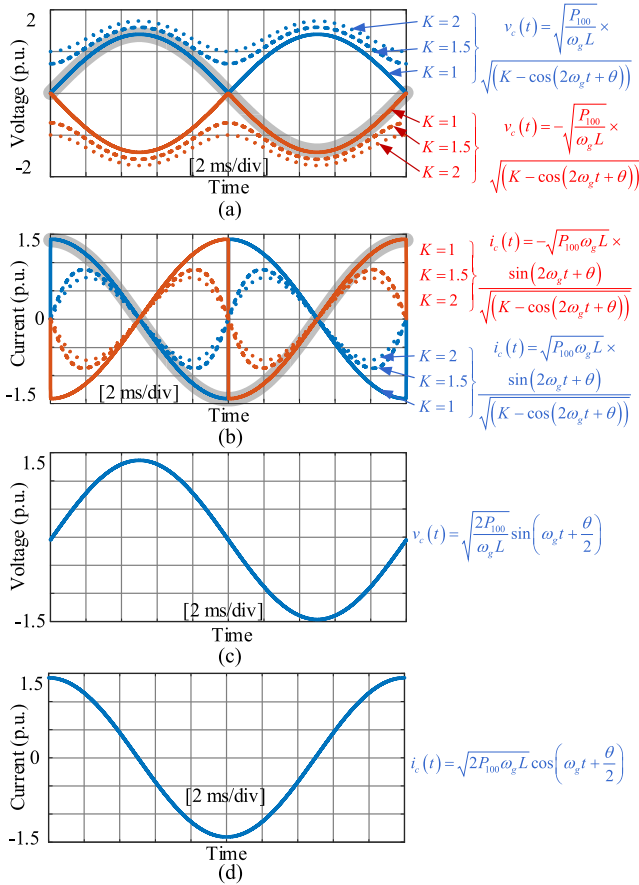 2
Voltage (p.u.)
-2
[2 ms/div]
Time
(a)
K = 2
K = 1.5
K = 1
v_c(t) = √(P_100/(ω_g L)) ×
√((K − cos(2ω_g t + θ)))
K = 1
K = 1.5
K = 2
v_c(t) = −√(P_100/(ω_g L)) ×
√((K − cos(2ω_g t + θ)))
1.5
Current (p.u.)
0
-1.5
[2 ms/div]
Time
(b)
K = 1
K = 1.5
K = 2
i_c(t) = −√(P_100 ω_g L) ×
sin(2ω_g t + θ)
√((K − cos(2ω_g t + θ)))
K = 2
K = 1.5
K = 1
i_c(t) = √(P_100 ω_g L) ×
sin(2ω_g t + θ)
√((K − cos(2ω_g t + θ)))
1.5
Voltage (p.u.)
-1.5
[2 ms/div]
Time
(c)
v_c(t) = √(2P_100/(ω_g L)) sin(ω_g t + θ/2)
1.5
Current (p.u.)
0
-1.5
[2 ms/div]
Time
(d)
i_c(t) = √(2P_100 ω_g L) cos(ω_g t + θ/2)